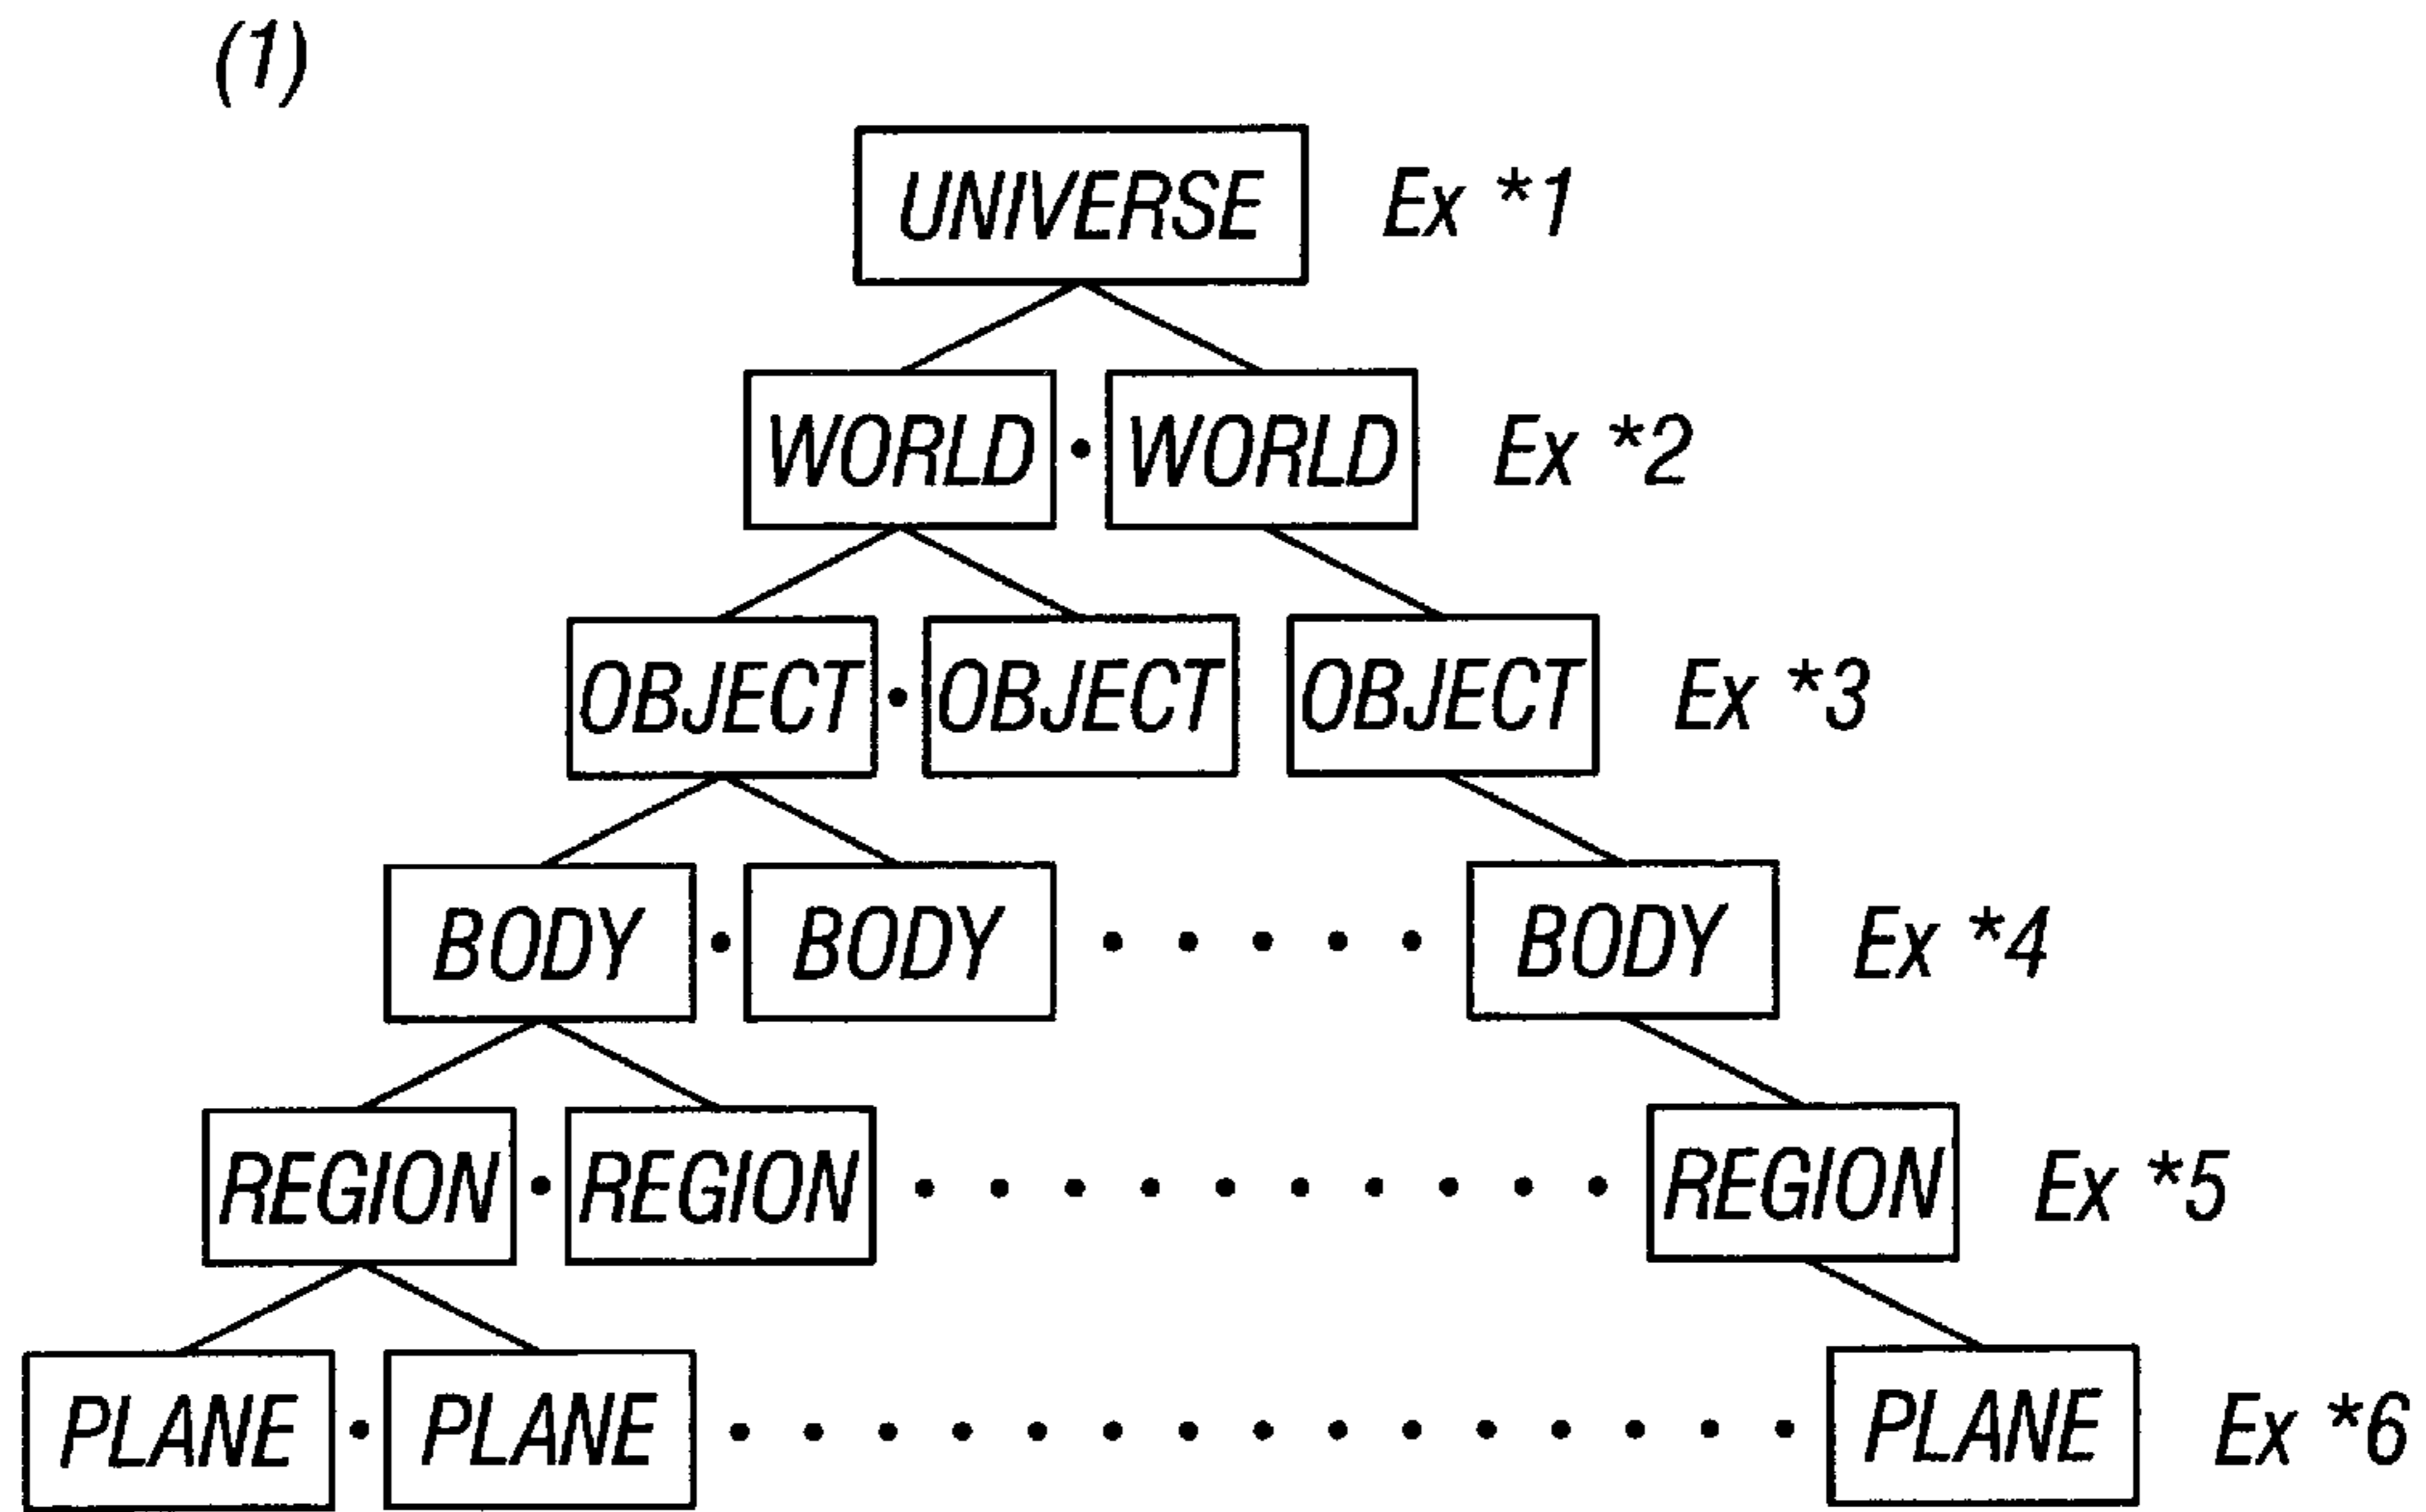 (1)
UNIVERSE Ex *1
WORLD • WORLD Ex *2
OBJECT • OBJECT OBJECT Ex *3
BODY • BODY • • • • • BODY Ex *4
REGION • REGION • • • • • • • • • • REGION Ex *5
PLANE • PLANE • • • • • • • • • • • • • • • PLANE Ex *6